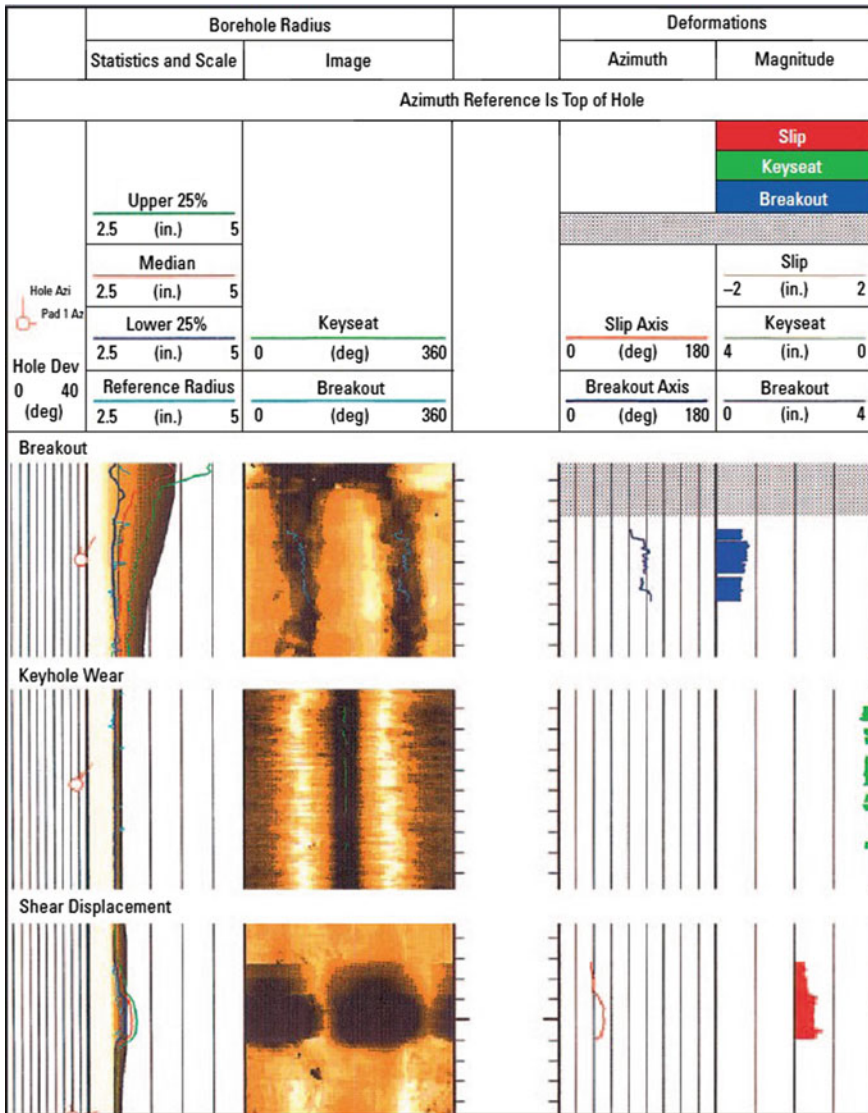 Borehole Radius
Deformations
Statistics and Scale
Image
Azimuth
Magnitude
Azimuth Reference Is Top of Hole
Slip
Keyseat
Breakout
Upper 25%
2.5 (in.) 5
Median
2.5 (in.) 5
Slip
–2 (in.) 2
Hole Azi
Pad 1 Az
Lower 25%
2.5 (in.) 5
Keyseat
0 (deg) 360
Slip Axis
0 (deg) 180
Keyseat
4 (in.) 0
Hole Dev
0 40
(deg)
Reference Radius
2.5 (in.) 5
Breakout
0 (deg) 360
Breakout Axis
0 (deg) 180
Breakout
0 (in.) 4
Breakout
Keyhole Wear
Shear Displacement